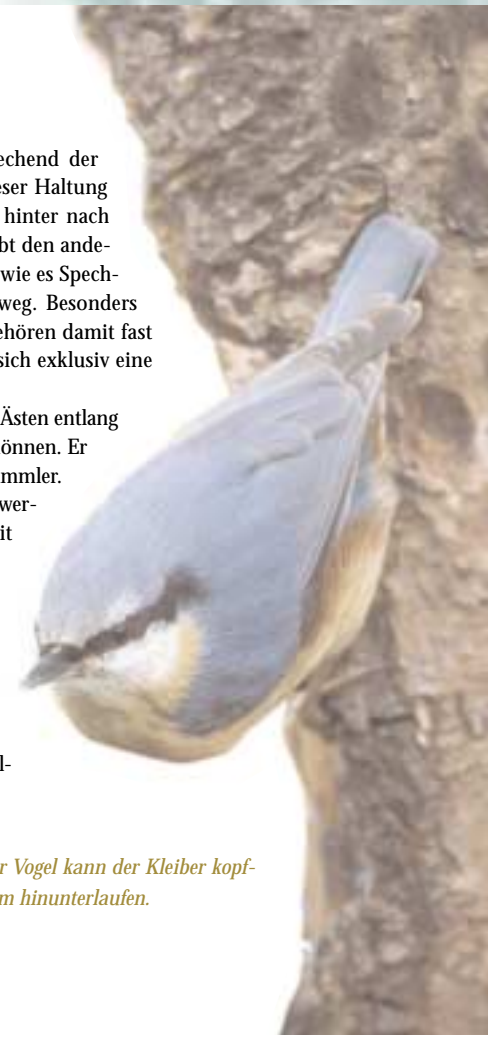 echend der
eser Haltung
hinter nach
bt den ande-
wie es Spech-
weg. Besonders
ehören damit fast
sich exklusiv eine
Ästen entlang
önnen. Er
mmler.
wer-
it
l-
r Vogel kann der Kleiber kopf-
m hinunterlaufen.